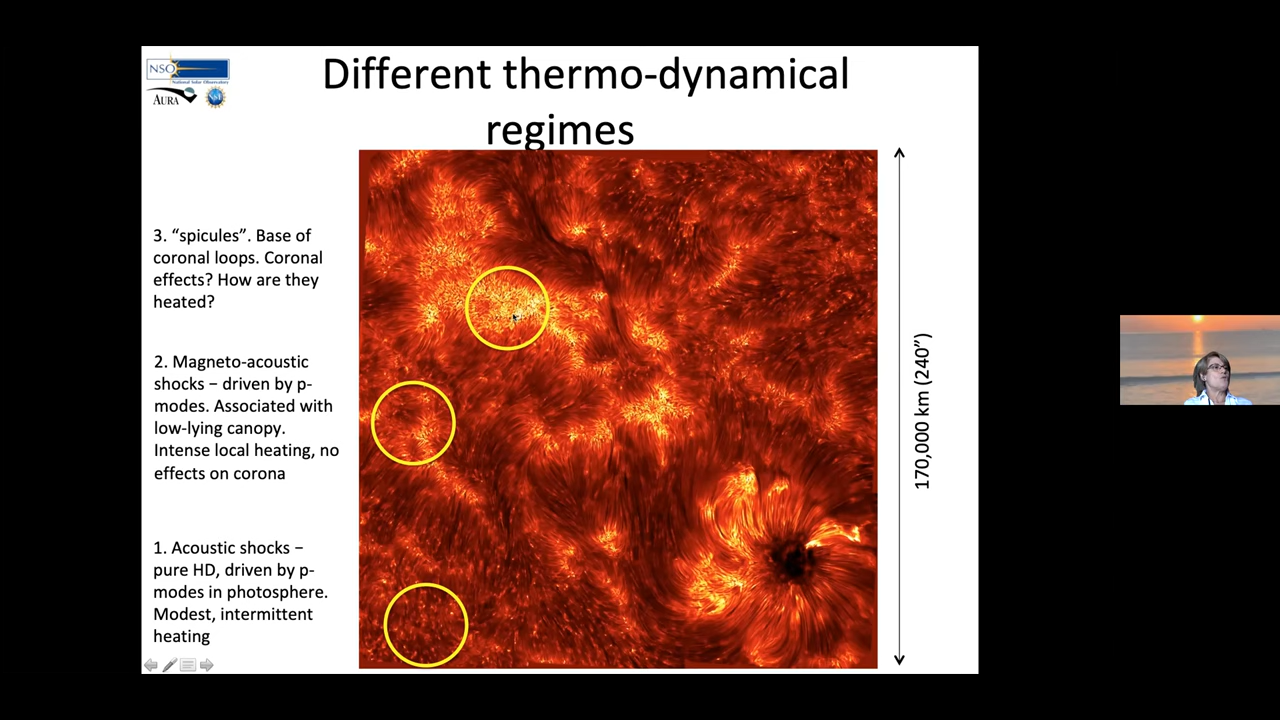 NSO
National Solar Observatory
AURA
Different thermo-dynamical
regimes
3. “spicules”. Base of
coronal loops. Coronal
effects? How are they
heated?
2. Magneto-acoustic
shocks – driven by p-
modes. Associated with
low-lying canopy.
Intense local heating, no
effects on corona
1. Acoustic shocks –
pure HD, driven by p-
modes in photosphere.
Modest, intermittent
heating
170,000 km (240”)